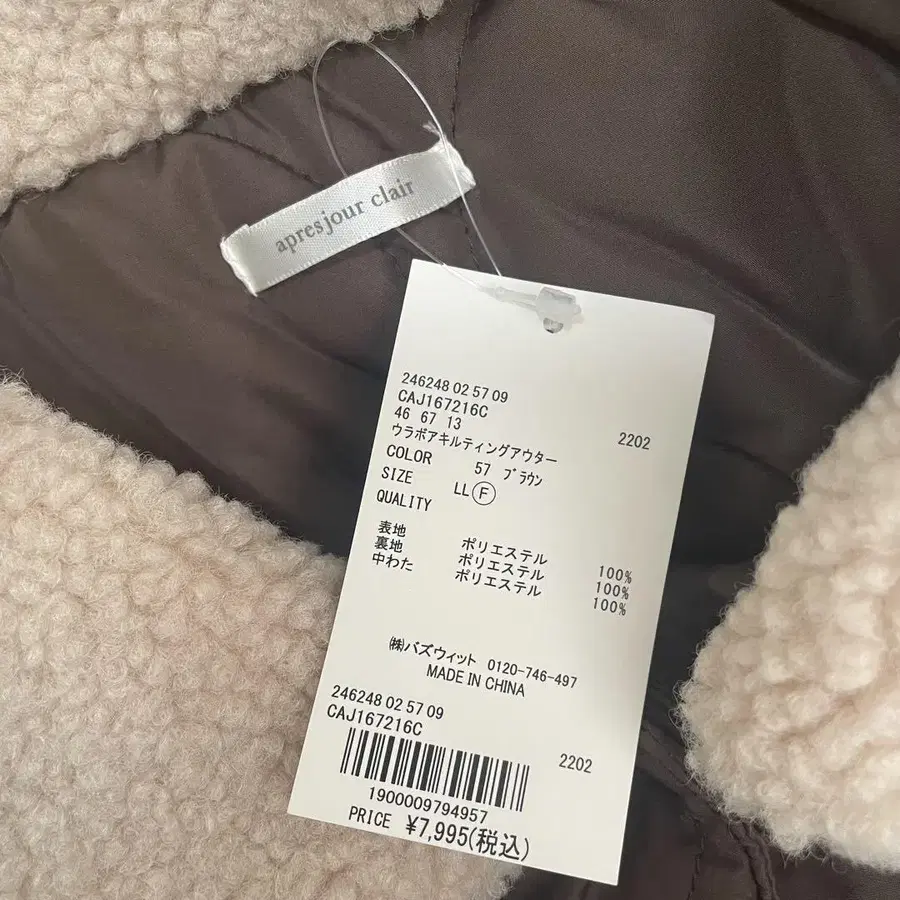 apresjour clair
246248 02 57 09
CAJ167216C
46 67 13 2202
ウラボアキルティングアウター
COLOR 57 ブラウン
SIZE LL Ⓕ
QUALITY
表地 ポリエステル 100%
裏地 ポリエステル 100%
中わた ポリエステル 100%
㈱バズウィット 0120-746-497
MADE IN CHINA
246248 02 57 09
CAJ167216C
2202
1900009794957
PRICE ¥7,995(税込)